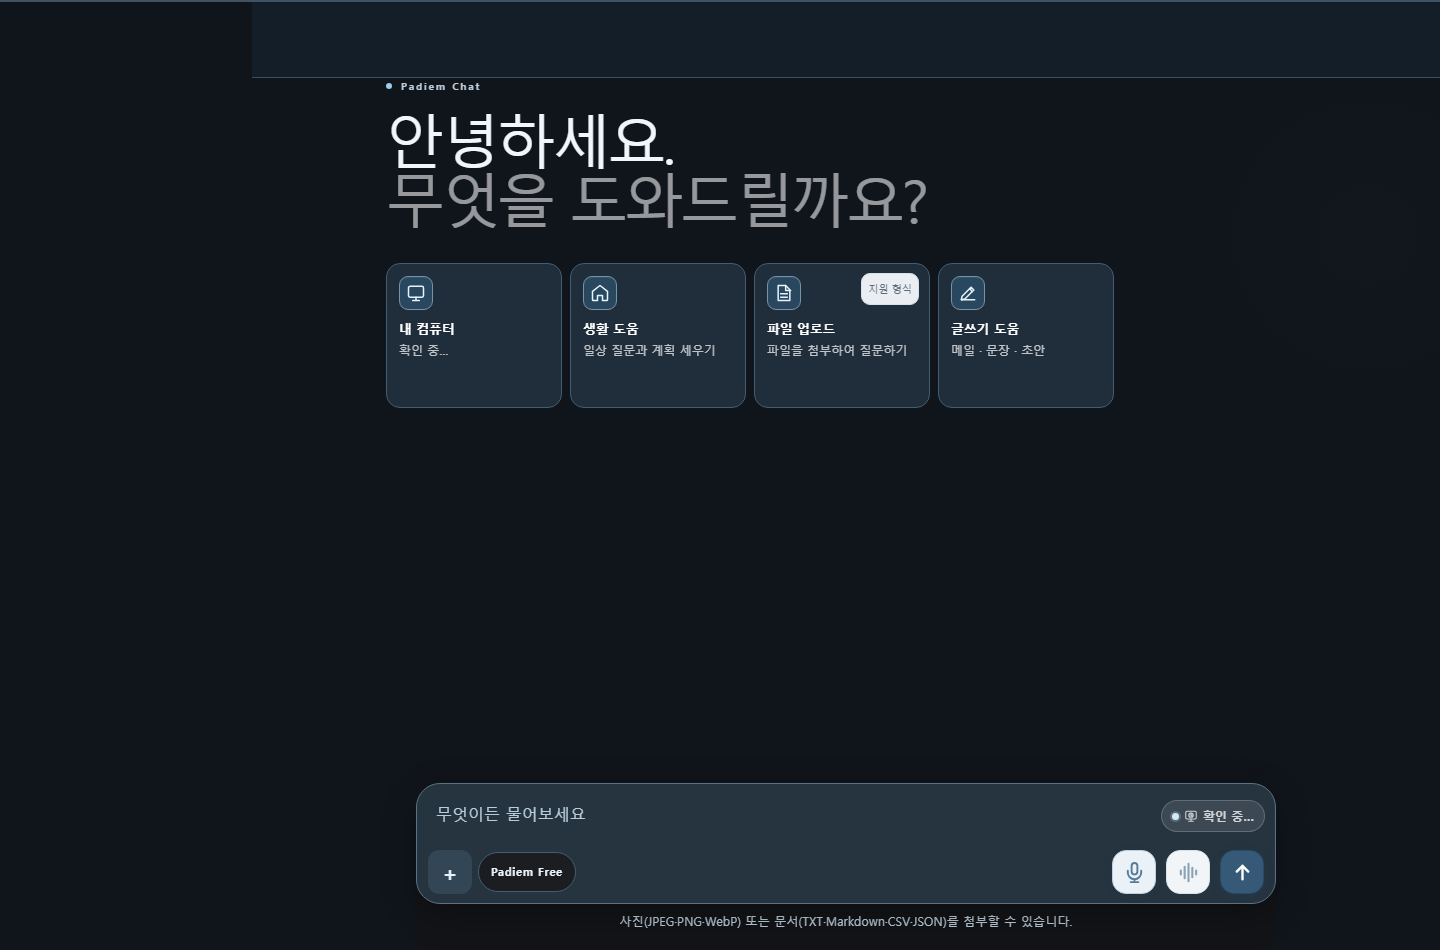 Padiem Chat
안녕하세요.
무엇을 도와드릴까요?
내 컴퓨터
확인 중...
생활 도움
일상 질문과 계획 세우기
지원 형식
파일 업로드
파일을 첨부하여 질문하기
글쓰기 도움
메일 · 문장 · 초안
무엇이든 물어보세요
확인 중...
+
Padiem Free
사진(JPEG·PNG·WebP) 또는 문서(TXT·Markdown·CSV·JSON)를 첨부할 수 있습니다.